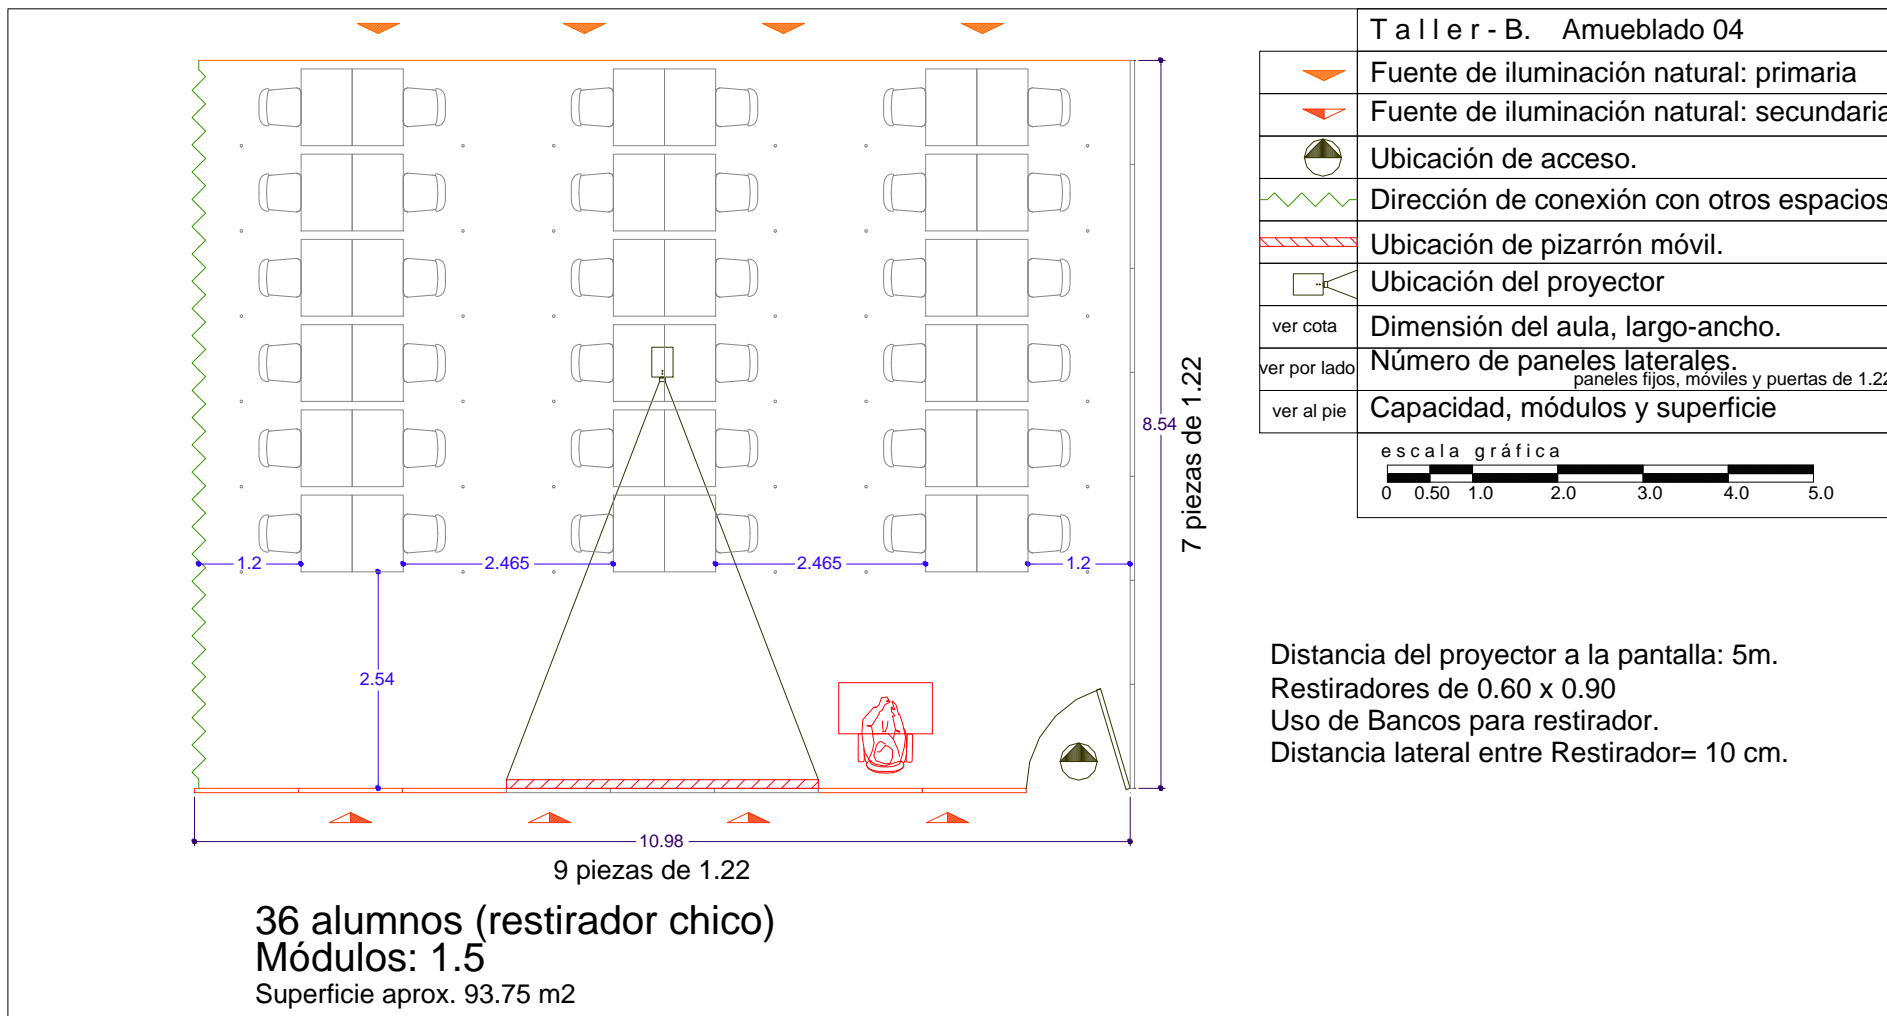 T a l l e r - B. Amueblado 04
Fuente de iluminación natural: primaria
Fuente de iluminación natural: secundaria
Ubicación de acceso.
Dirección de conexión con otros espacios
Ubicación de pizarrón móvil.
Ubicación del proyector
ver cota Dimensión del aula, largo-ancho.
ver por lado Número de paneles laterales.
paneles fijos, móviles y puertas de 1.22
ver al pie Capacidad, módulos y superficie
escala gráfica
0 0.50 1.0 2.0 3.0 4.0 5.0
8.54
7 piezas de 1.22
1.2 2.465 2.465 1.2
2.54
Distancia del proyector a la pantalla: 5m.
Restiradores de 0.60 x 0.90
Uso de Bancos para restirador.
Distancia lateral entre Restirador= 10 cm.
10.98
9 piezas de 1.22
36 alumnos (restirador chico)
Módulos: 1.5
Superficie aprox. 93.75 m2